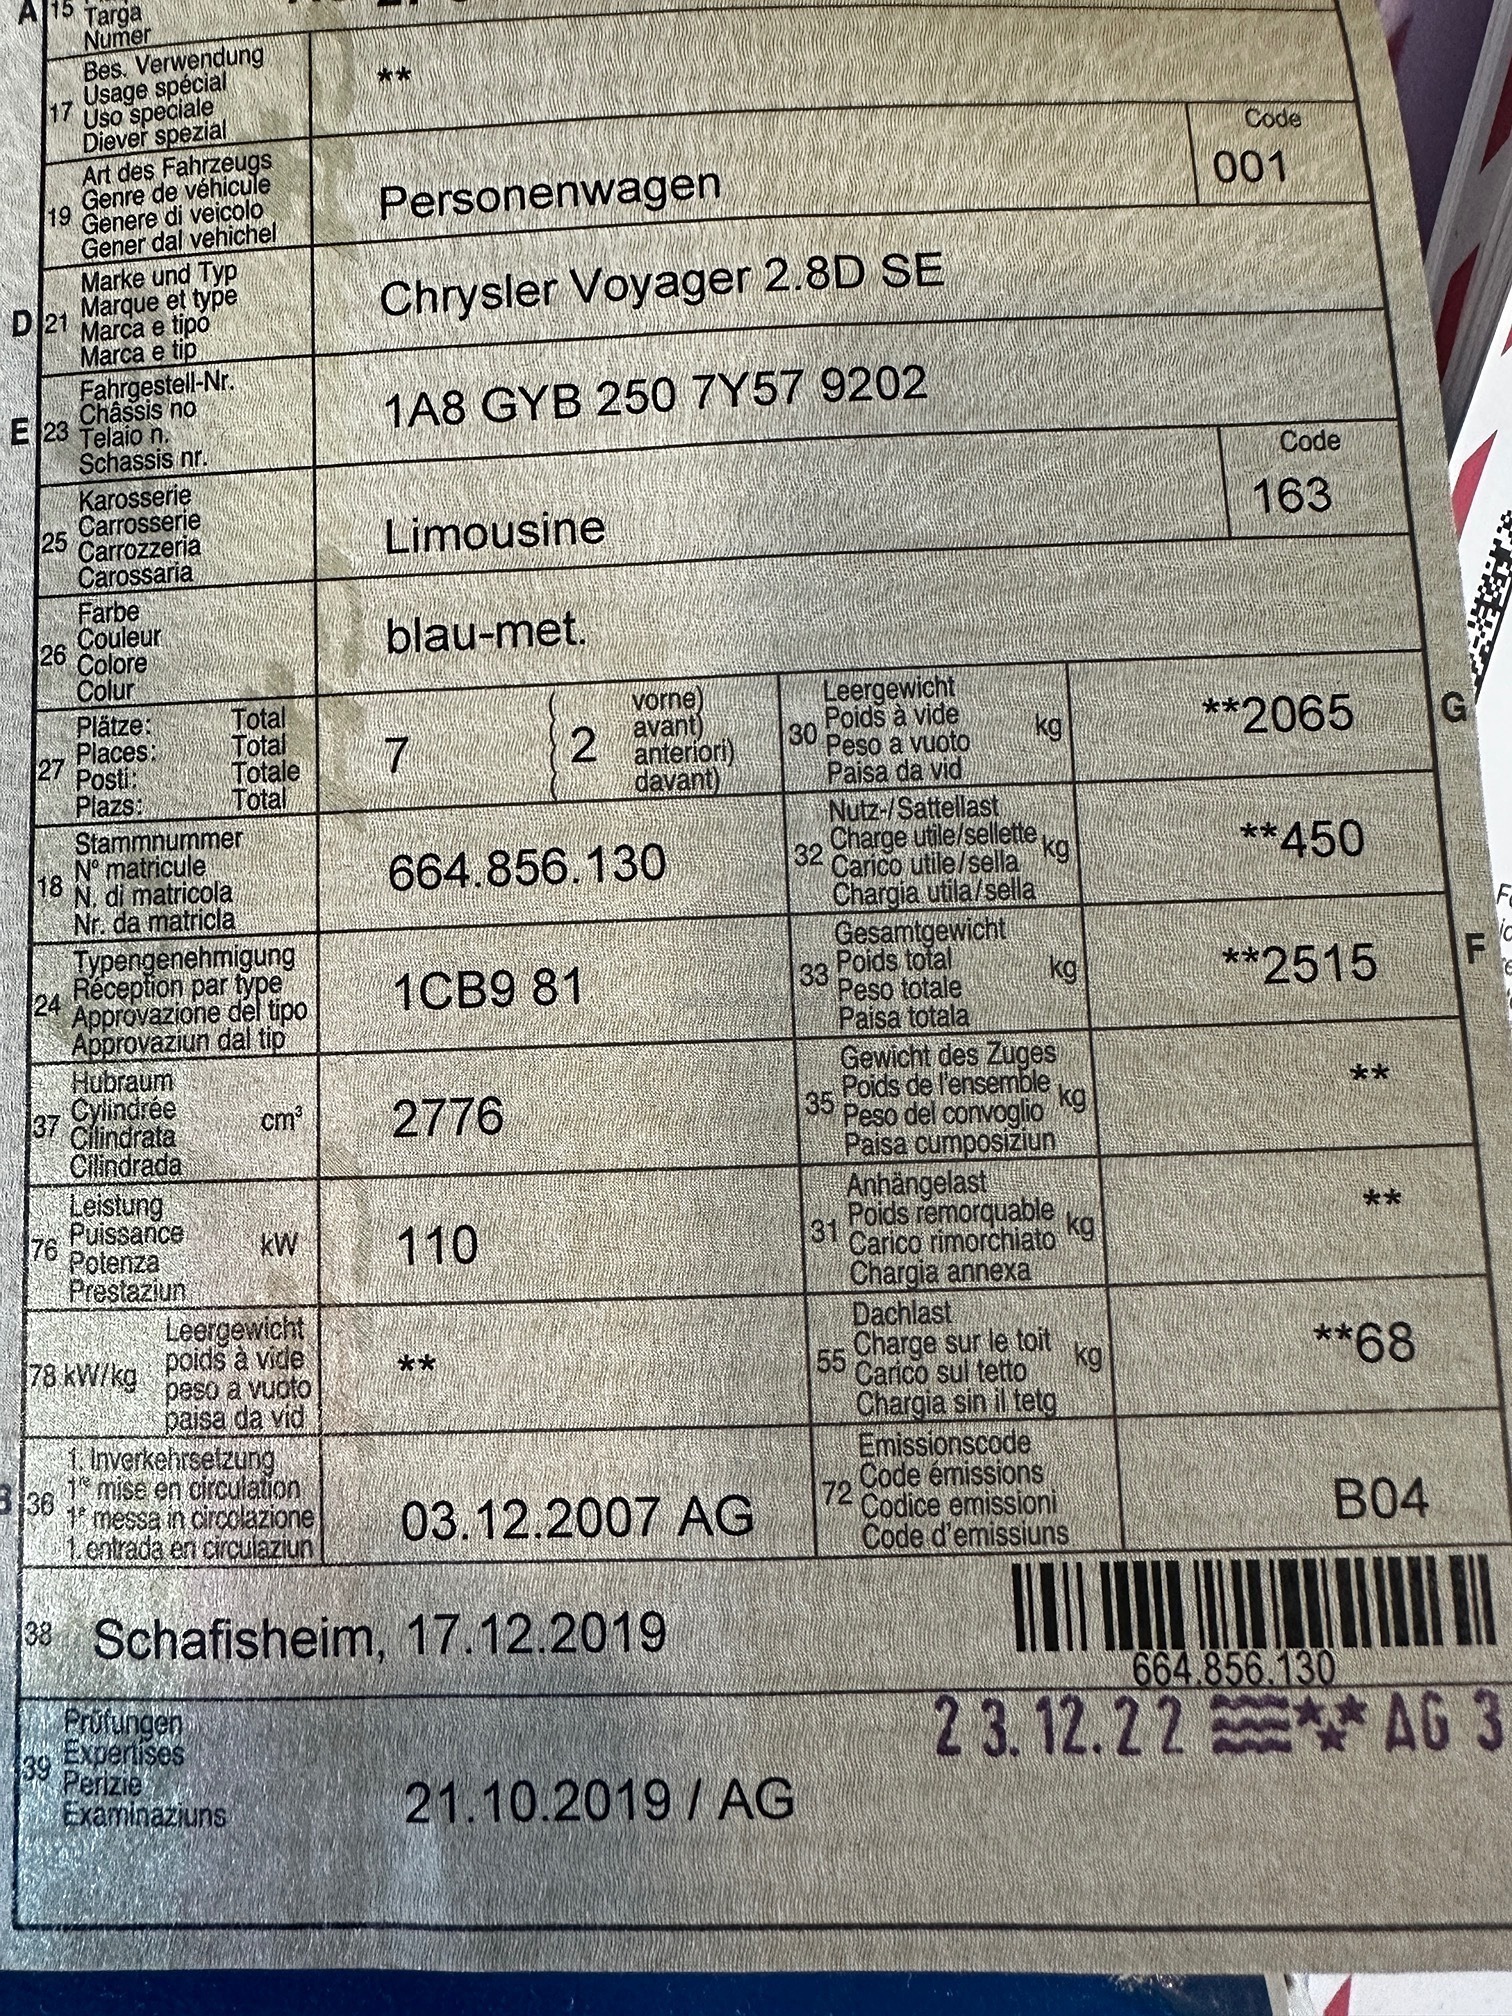 A 15 Targa
Numer
17 Bes. Verwendung
Usage spécial
Uso speciale
Diever spezial
**
19 Art des Fahrzeugs
Genre de véhicule
Genere di veicolo
Gener dal vehichel
Personenwagen
Code
001
D 21 Marke und Typ
Marque et type
Marca e tipo
Marca e tip
Chrysler Voyager 2.8D SE
E 23 Fahrgestell-Nr.
Châssis no
Telaio n.
Schassis nr.
1A8 GYB 250 7Y57 9202
25 Karosserie
Carrosserie
Carrozzeria
Carossaria
Limousine
Code
163
26 Farbe
Couleur
Colore
Colur
blau-met.
27 Plätze: Total
Places: Total
Posti: Totale
Plazs: Total
7
2
vorne)
avant)
anteriori)
davant)
30 Leergewicht
Poids à vide
Peso a vuoto
Paisa da vid
kg
**2065
G
18 Stammnummer
N° matricule
N. di matricola
Nr. da matricla
664.856.130
32 Nutz-/Sattellast
Charge utile/sellette
Carico utile/sella
Chargia utila/sella
kg
**450
24 Typengenehmigung
Réception par type
Approvazione del tipo
Approvaziun dal tip
1CB9 81
33 Gesamtgewicht
Poids total
Peso totale
Paisa totala
kg
**2515
F
37 Hubraum
Cylindrée
Cilindrata
Cilindrada
cm³
2776
35 Gewicht des Zuges
Poids de l'ensemble
Peso del convoglio
Paisa cumposiziun
kg
**
76 Leistung
Puissance
Potenza
Prestaziun
kW
110
31 Anhängelast
Poids remorquable
Carico rimorchiato
Chargia annexa
kg
**
78 kW/kg
Leergewicht
poids à vide
peso a vuoto
paisa da vid
**
55 Dachlast
Charge sur le toit
Carico sul tetto
Chargia sin il tetg
kg
**68
B 36 1. Inverkehrsetzung
1re mise en circulation
1a messa in circolazione
1. entrada en circulaziun
03.12.2007 AG
72 Emissionscode
Code émissions
Codice emissioni
Code d'emissiuns
B04
38 Schafisheim, 17.12.2019
664.856.130
23.12.22 AG 3
39 Prüfungen
Expertises
Perizie
Examinaziuns
21.10.2019 / AG